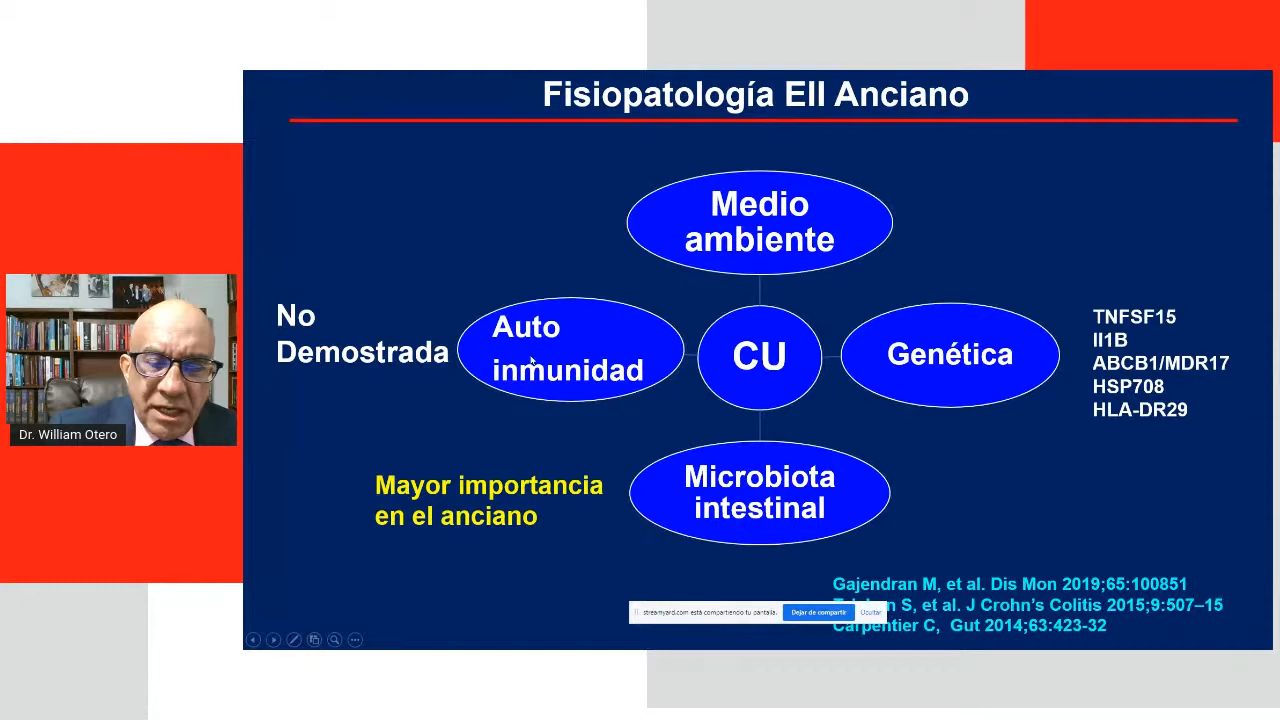 Fisiopatología EII Anciano
Medio
ambiente
No
Demostrada
Auto
inmunidad
CU
Genética
TNFSF15
II1B
ABCB1/MDR17
HSP708
HLA-DR29
Dr. William Otero
Mayor importancia
en el anciano
Microbiota
intestinal
Gajendran M, et al. Dis Mon 2019;65:100851
S, et al. J Crohn’s Colitis 2015;9:507–15
Carpentier C, Gut 2014;63:423-32
streamyard.com está compartiendo tu pantalla.
Dejar de compartir
Ocultar